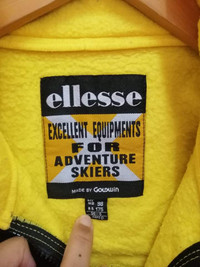 ellesse
EXCELLENT EQUIPMENTS
FOR
ADVENTURE
SKIERS
MADE BY GOLDWIN